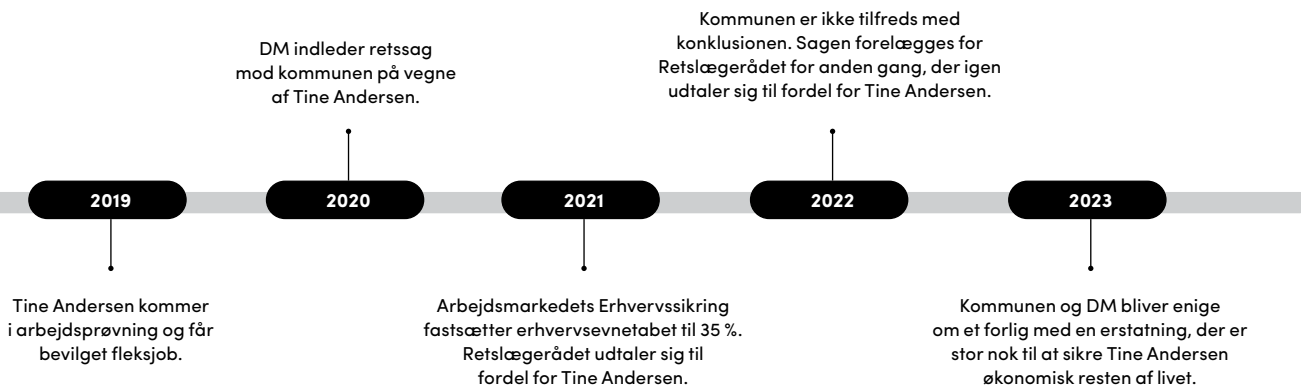 2019
Tine Andersen kommer
i arbejdsprøvning og får
bevilget fleksjob.
DM indleder retssag
mod kommunen på vegne
af Tine Andersen.
2020
2021
Arbejdsmarkedets Erhvervssikring
fastsætter erhvervsevnetabet til 35 %.
Retslægerådet udtaler sig til
fordel for Tine Andersen.
Kommunen er ikke tilfreds med
konklusionen. Sagen forelægges for
Retslægerådet for anden gang, der igen
udtaler sig til fordel for Tine Andersen.
2022
2023
Kommunen og DM bliver enige
om et forlig med en erstatning, der er
stor nok til at sikre Tine Andersen
økonomisk resten af livet.